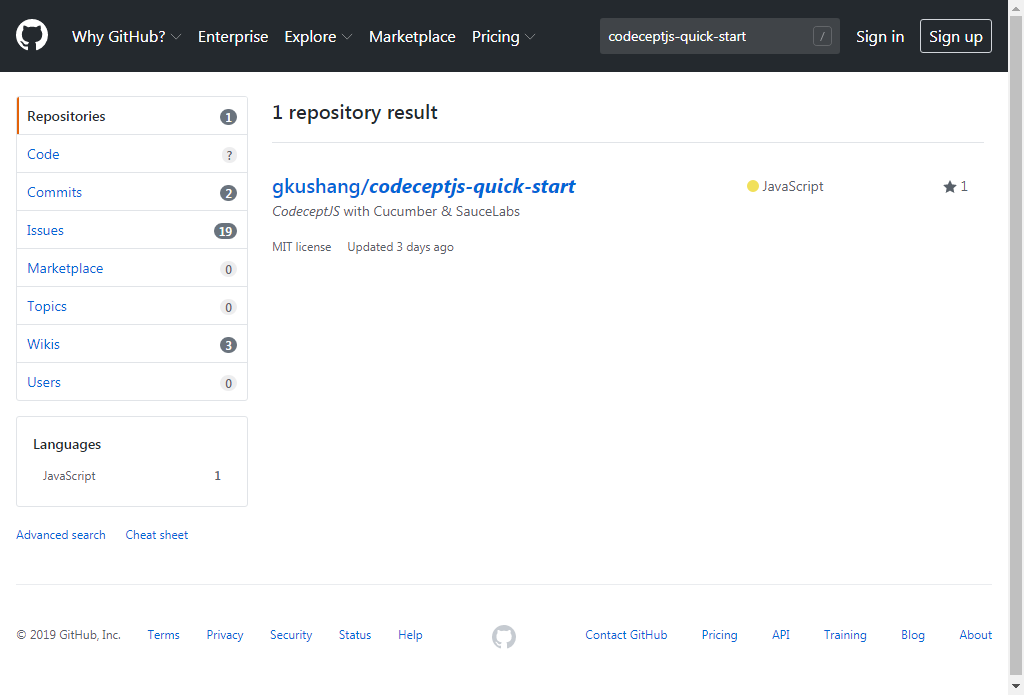 Why GitHub? Enterprise Explore Marketplace Pricing codeceptjs-quick-start / Sign in Sign up
Repositories 1
Code ?
Commits 2
Issues 19
Marketplace 0
Topics 0
Wikis 3
Users 0
Languages
JavaScript 1
Advanced search Cheat sheet
1 repository result
gkushang/codeceptjs-quick-start JavaScript 1
CodeceptJS with Cucumber & SauceLabs
MIT license Updated 3 days ago
© 2019 GitHub, Inc. Terms Privacy Security Status Help Contact GitHub Pricing API Training Blog About